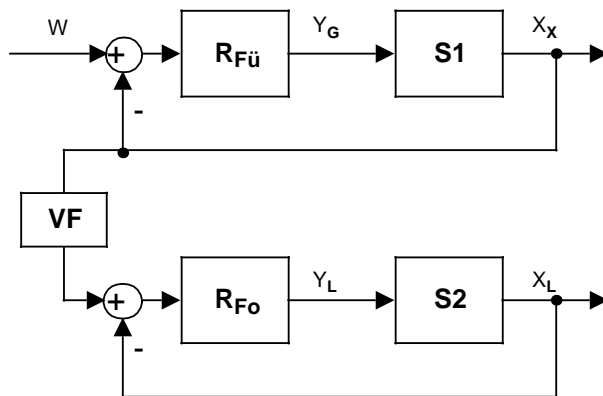 W
+
R_Fü
Y_G
S1
X_X
-
VF
+
R_Fo
Y_L
S2
X_L
-